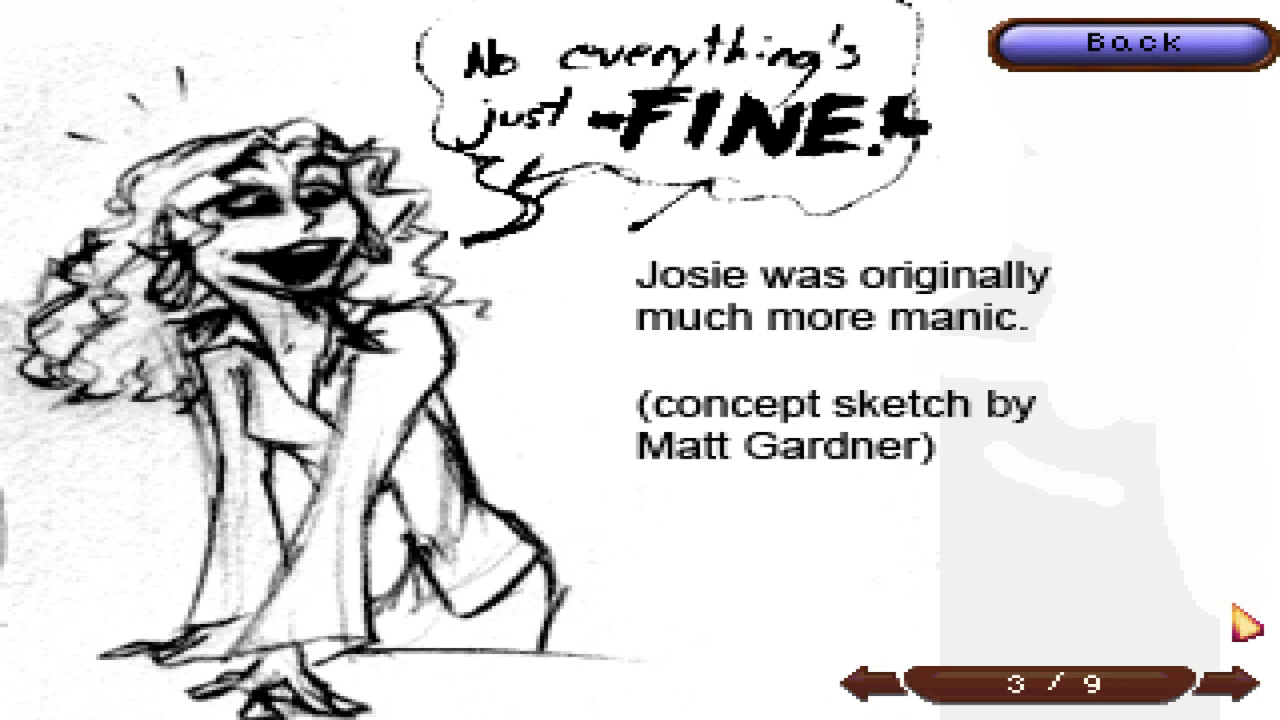 Back
No everything's
just FINE!
Josie was originally
much more manic.
(concept sketch by
Matt Gardner)
3 / 9